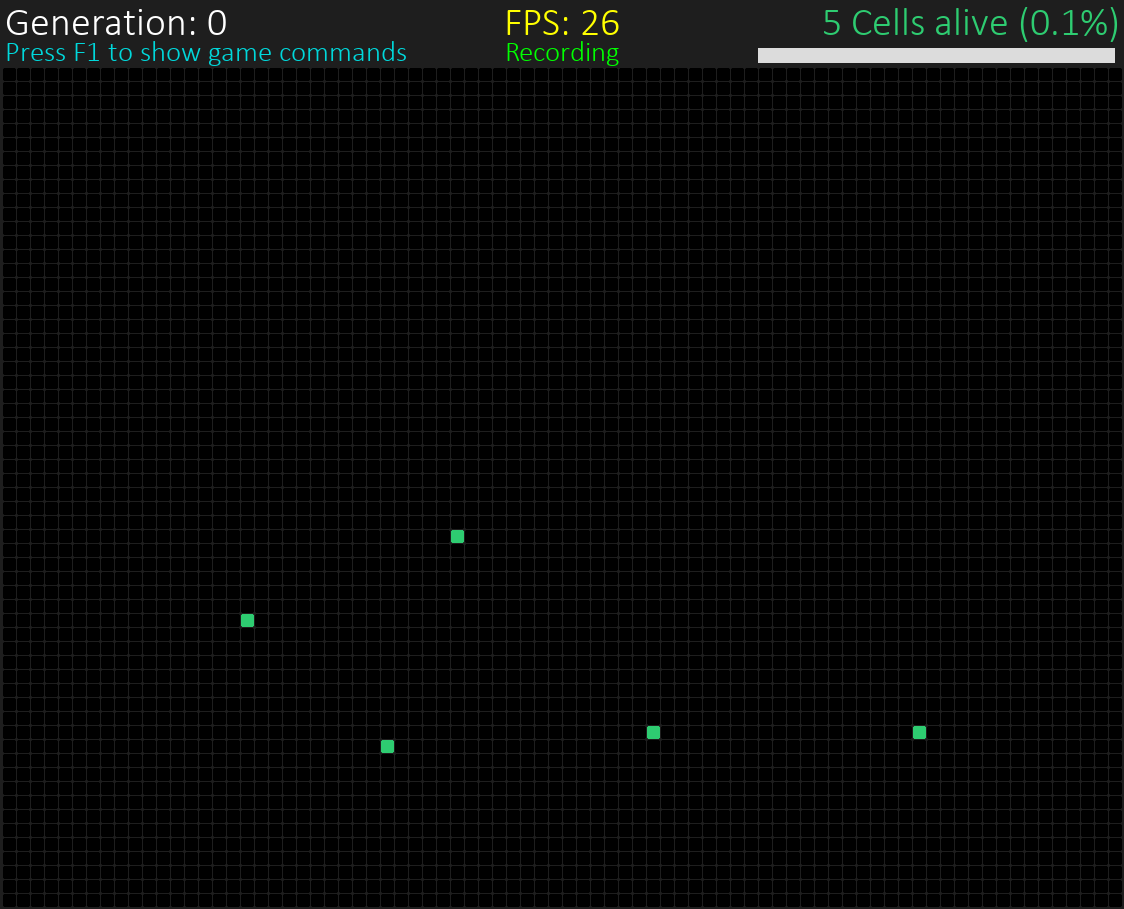 Generation: 0
FPS: 26
5 Cells alive (0.1%)
Press F1 to show game commands
Recording